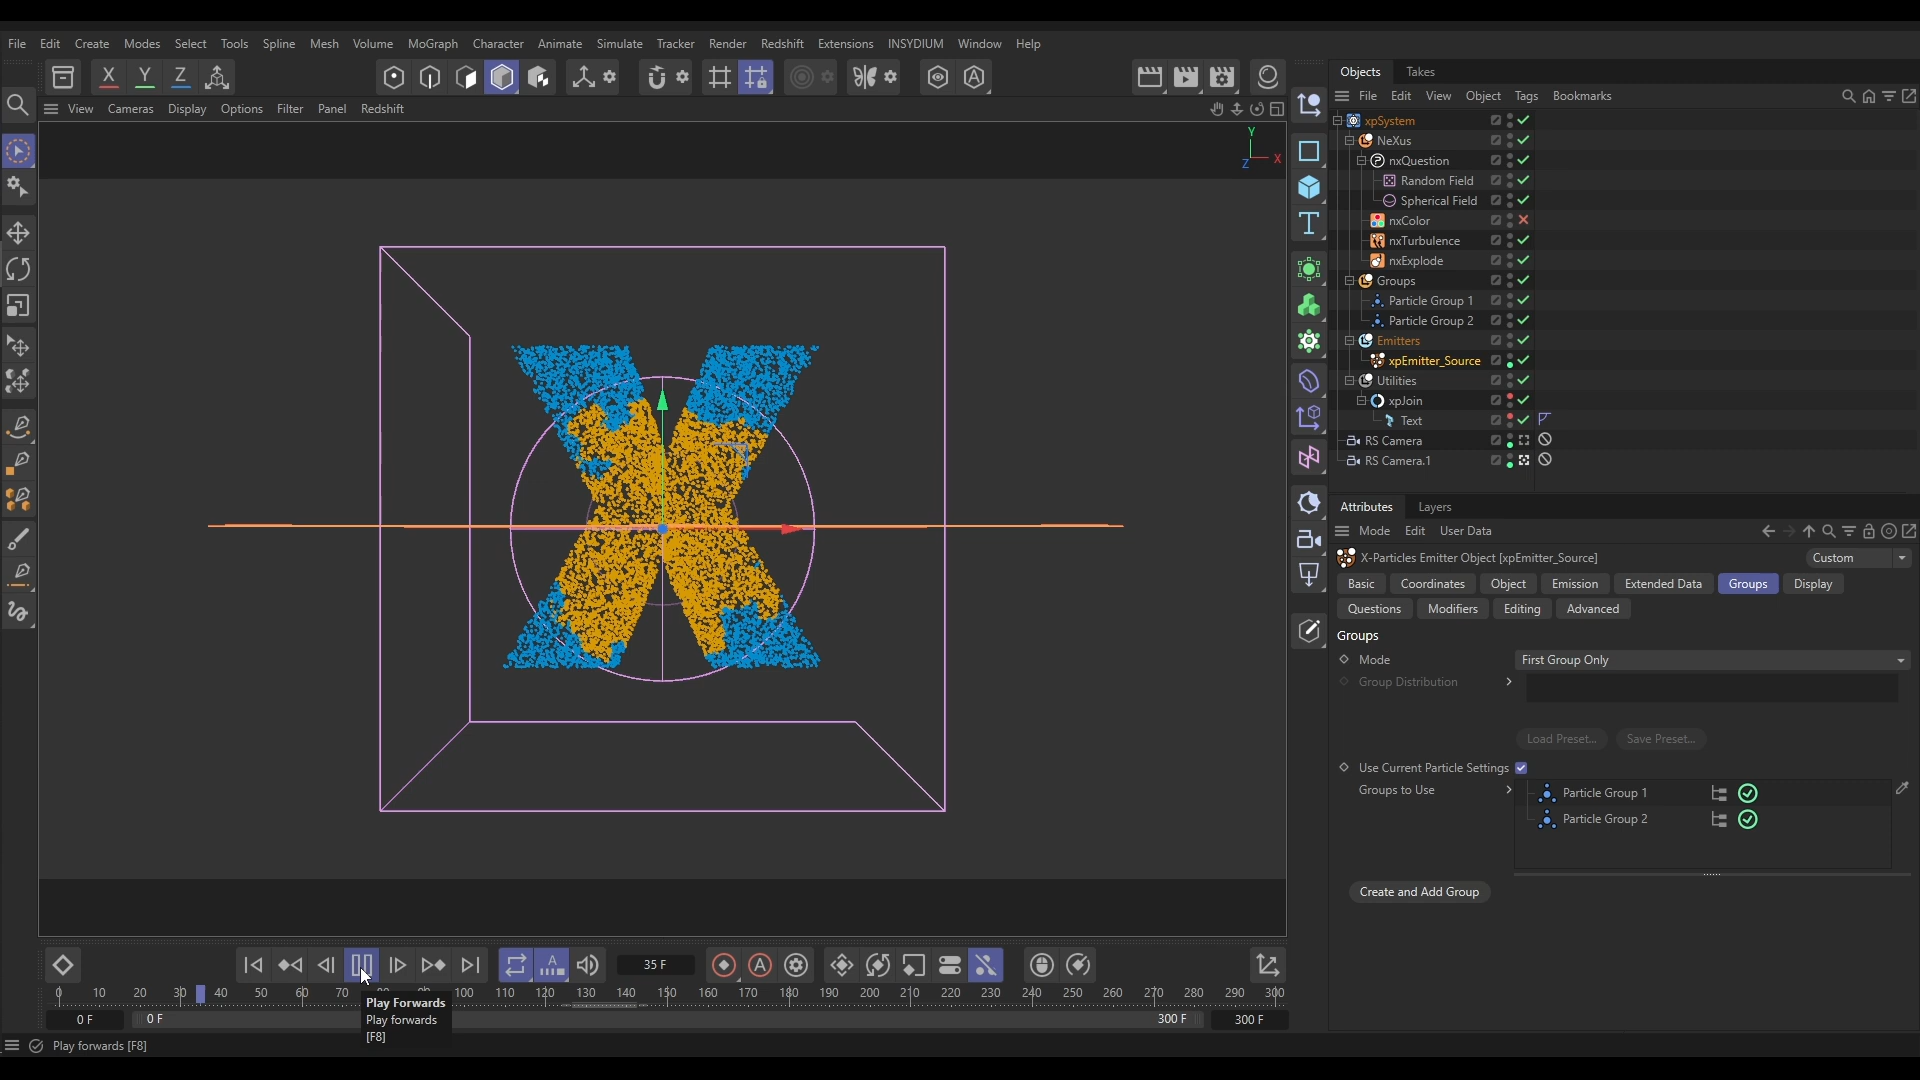 File Edit Create Modes Select Tools Spline Mesh Volume MoGraph Character Animate Simulate Tracker Render Redshift Extensions INSYDIUM Window Help
Objects Takes
X Y Z
File Edit View Object Tags Bookmarks
View Cameras Display Options Filter Panel Redshift
Y
Z X
xpSystem
NeXus
nxQuestion
Random Field
Spherical Field
nxColor
nxTurbulence
nxExplode
Groups
Particle Group 1
Particle Group 2
Emitters
xpEmitter_Source
Utilities
xpJoin
Text
RS Camera
RS Camera.1
Attributes Layers
Mode Edit User Data
X-Particles Emitter Object [xpEmitter_Source] Custom
Basic Coordinates Object Emission Extended Data Groups Display
Questions Modifiers Editing Advanced
Groups
Mode First Group Only
Group Distribution
Load Preset... Save Preset...
Use Current Particle Settings
Groups to Use Particle Group 1
Particle Group 2
Create and Add Group
35 F
0 10 20 30 40 50 60 70 80 90 100 110 120 130 140 150 160 170 180 190 200 210 220 230 240 250 260 270 280 290 300
Play Forwards
Play forwards
[F8]
0 F 0 F 300 F 300 F
Play forwards [F8]